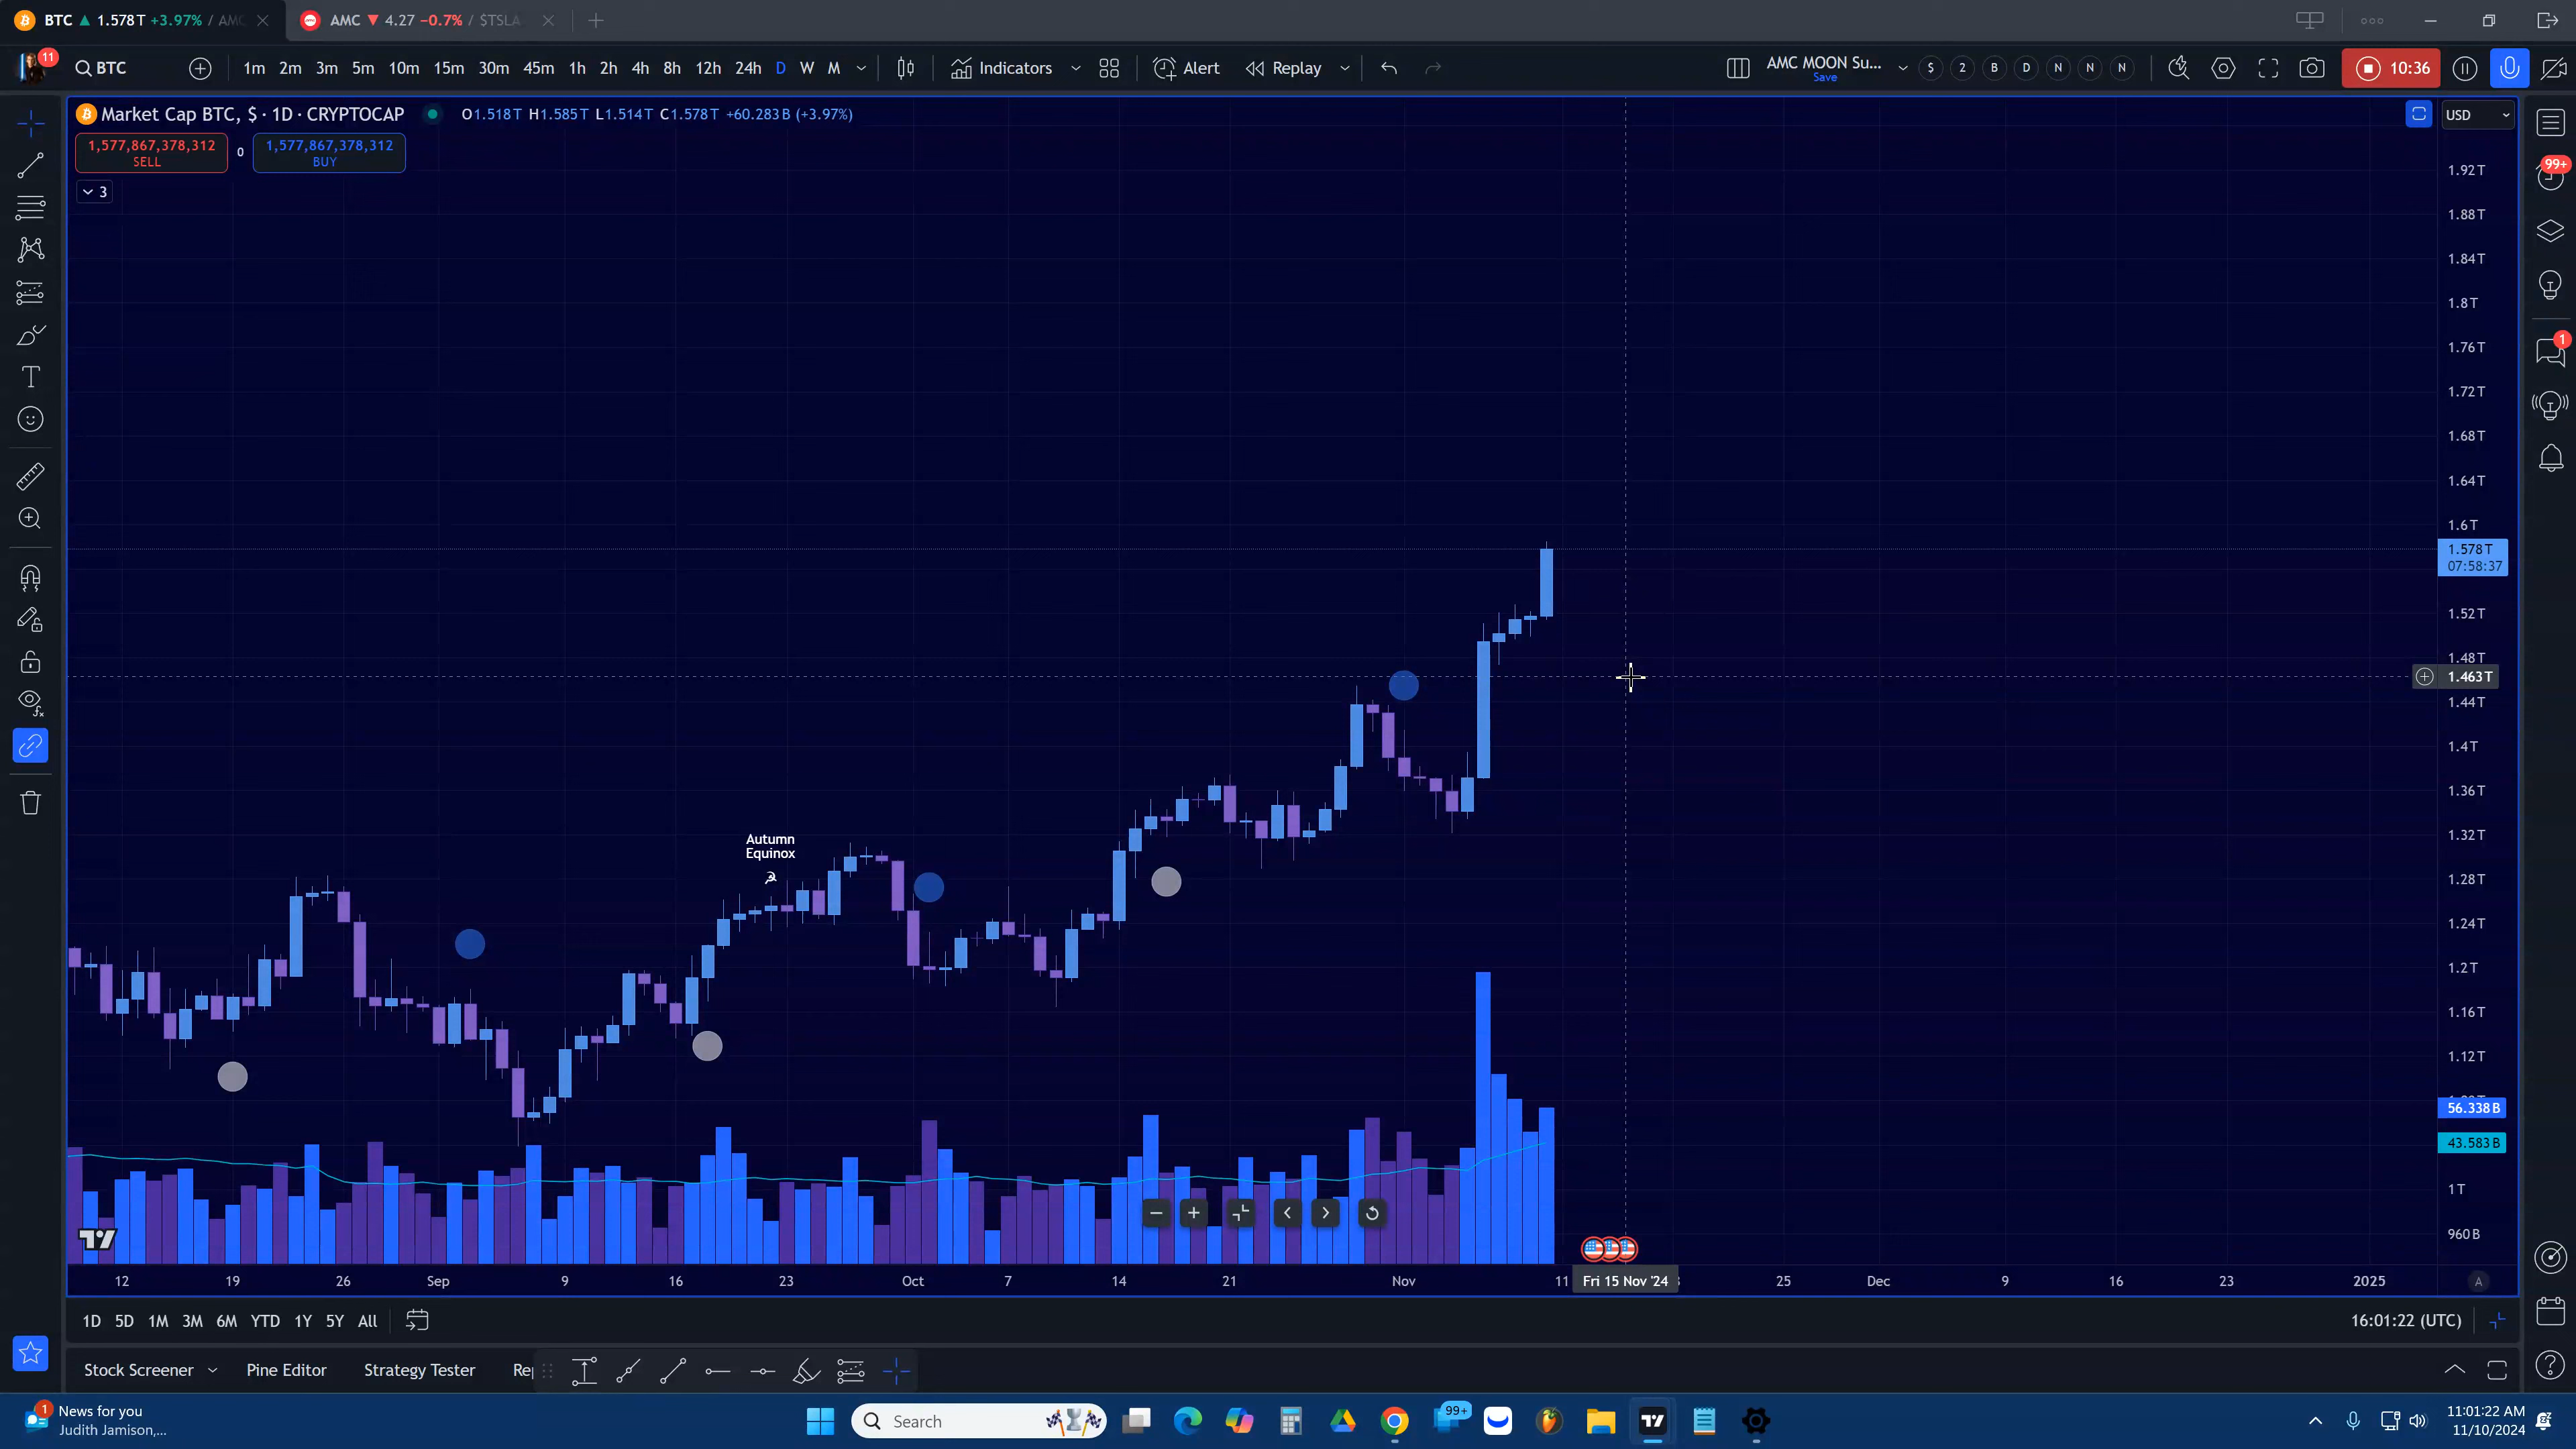 BTC ▲ 1.578T +3.97% / AMC
AMC ▼ 4.27 −0.7% / $TSLA
11
BTC
1m 2m 3m 5m 10m 15m 30m 45m 1h 2h 4h 8h 12h 24h D W M
Indicators
Alert
Replay
AMC MOON Su...
Save
$ 2 B D N N N
10:36
Market Cap BTC, $ · 1D · CRYPTOCAP
O1.518T H1.585T L1.514T C1.578T +60.283B (+3.97%)
USD
1,577,867,378,312
SELL
0
1,577,867,378,312
BUY
3
99+
1
1.92T
1.88T
1.84T
1.8T
1.76T
1.72T
1.68T
1.64T
1.6T
1.578T
07:58:37
1.52T
1.48T
1.463T
1.44T
1.4T
1.36T
1.32T
1.28T
1.24T
1.2T
1.16T
1.12T
56.338B
43.583B
1T
960B
Autumn
Equinox
12 19 26 Sep 9 16 23 Oct 7 14 21 Nov 11 Fri 15 Nov '24 25 Dec 9 16 23 2025
A
1D 5D 1M 3M 6M YTD 1Y 5Y All
16:01:22 (UTC)
Stock Screener
Pine Editor
Strategy Tester
1
News for you
Judith Jamison,...
Search
99+
11:01:22 AM
11/10/2024